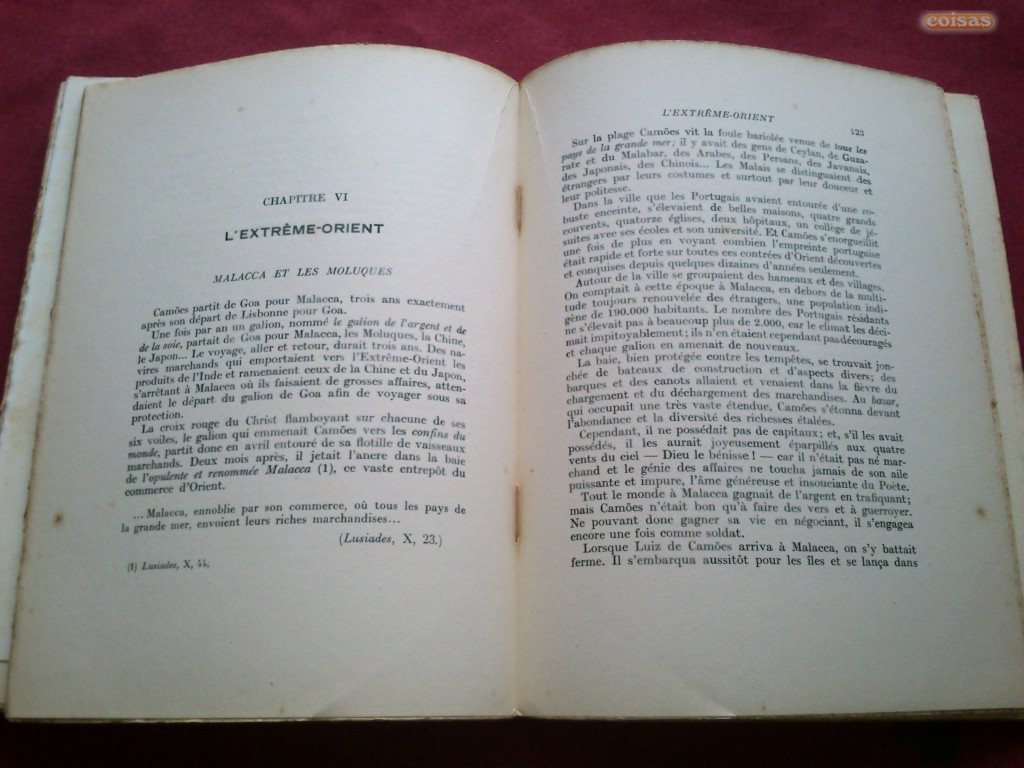 coisas
CHAPITRE VI
L'EXTRÊME-ORIENT
MALACCA ET LES MOLUQUES
Camões partit de Goa pour Malacca, trois ans exactement
après son départ de Lisbonne pour Goa.
Une fois par an un galion, nommé le galion de l'argent et de
la soie, partait de Goa pour Malacca, les Moluques, la Chine,
le Japon... Le voyage, aller et retour, durait trois ans. Des na-
vires marchands qui emportaient vers l'Extrême-Orient les
produits de l'Inde et ramenaient ceux de la Chine et du Japon,
s'arrêtant à Malacca où ils faisaient de grosses affaires, atten-
daient le départ du galion de Goa afin de voyager sous sa
protection.
La croix rouge du Christ flamboyant sur chacune de ses
six voiles, le galion qui emmenait Camões vers les confins du
monde, partit donc en avril entouré de sa flotille de vaisseaux
marchands. Deux mois après, il jetait l'ancre dans la baie
de l'opulente et renommée Malacca (1), ce vaste entrepôt du
commerce d'Orient.
... Malacca, ennoblie par son commerce, où tous les pays de
la grande mer, envoient leurs riches marchandises...
(Lusiades, X, 23.)
(1) Lusiades, X, 44.
L'EXTRÊME-ORIENT 123
Sur la plage Camões vit la foule bariolée venue de tous les
pays de la grande mer; il y avait des gens de Ceylan, de Guza-
rate et du Malabar, des Arabes, des Persans, des Javanais,
des Japonais, des Chinois... Les Malais se distinguaient des
étrangers par leurs costumes et surtout par leur douceur et
leur politesse.
Dans la ville que les Portugais avaient entourée d'une ro-
buste enceinte, s'élevaient de belles maisons, quatre grands
couvents, quatorze églises, deux hôpitaux, un collège de jé-
suites avec ses écoles et son université. Et Camões s'enorgueillit
une fois de plus en voyant combien l'empreinte portugaise
était rapide et forte sur toutes ces contrées d'Orient découvertes
et conquises depuis quelques dizaines d'années seulement.
Autour de la ville se groupaient des hameaux et des villages.
On comptait à cette époque à Malacca, en dehors de la multi-
tude toujours renouvelée des étrangers, une population indi-
gène de 190.000 habitants. Le nombre des Portugais résidants
ne s'élevait pas à beaucoup plus de 2.000, car le climat les déci-
mait impitoyablement; ils n'en étaient cependant pas découragés
et chaque galion en amenait de nouveaux.
La baie, bien protégée contre les tempêtes, se trouvait jon-
chée de bateaux de construction et d'aspects divers; des
barques et des canots allaient et venaient dans la fièvre du
chargement et du déchargement des marchandises. Au bazar,
qui occupait une très vaste étendue, Camões s'étonna devant
l'abondance et la diversité des richesses étalées.
Cependant, il ne possédait pas de capitaux; et, s'il les avait
possédés, il les aurait joyeusement éparpillés aux quatre
vents du ciel — Dieu le bénisse ! — car il n'était pas né mar-
chand et le génie des affaires ne toucha jamais de son aile
puissante et impure, l'âme généreuse et insouciante du Poète.
Tout le monde à Malacca gagnait de l'argent en trafiquant;
mais Camões n'était bon qu'à faire des vers et à guerroyer.
Ne pouvant donc gagner sa vie en négociant, il s'engagea
encore une fois comme soldat.
Lorsque Luiz de Camões arriva à Malacca, on s'y battait
ferme. Il s'embarqua aussitôt pour les îles et se lança dans